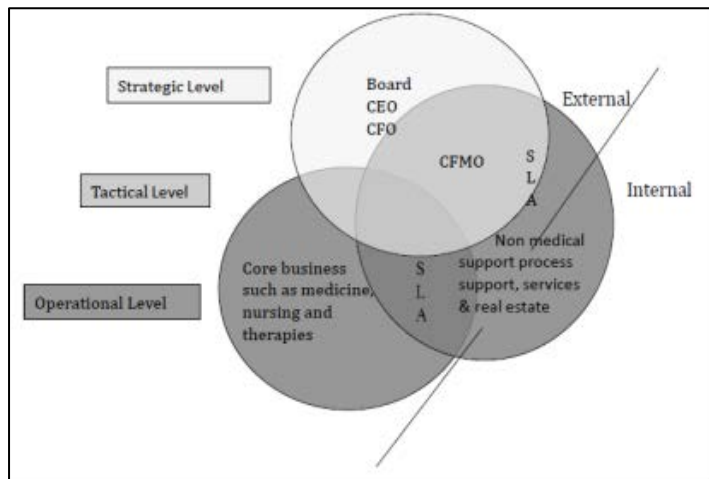 Strategic Level
Board
CEO
CFO
External
CFMO
S
L
A
Tactical Level
Internal
Non medical
support process
support, services
& real estate
Core business
such as medicine,
nursing and
therapies
S
L
A
Operational Level